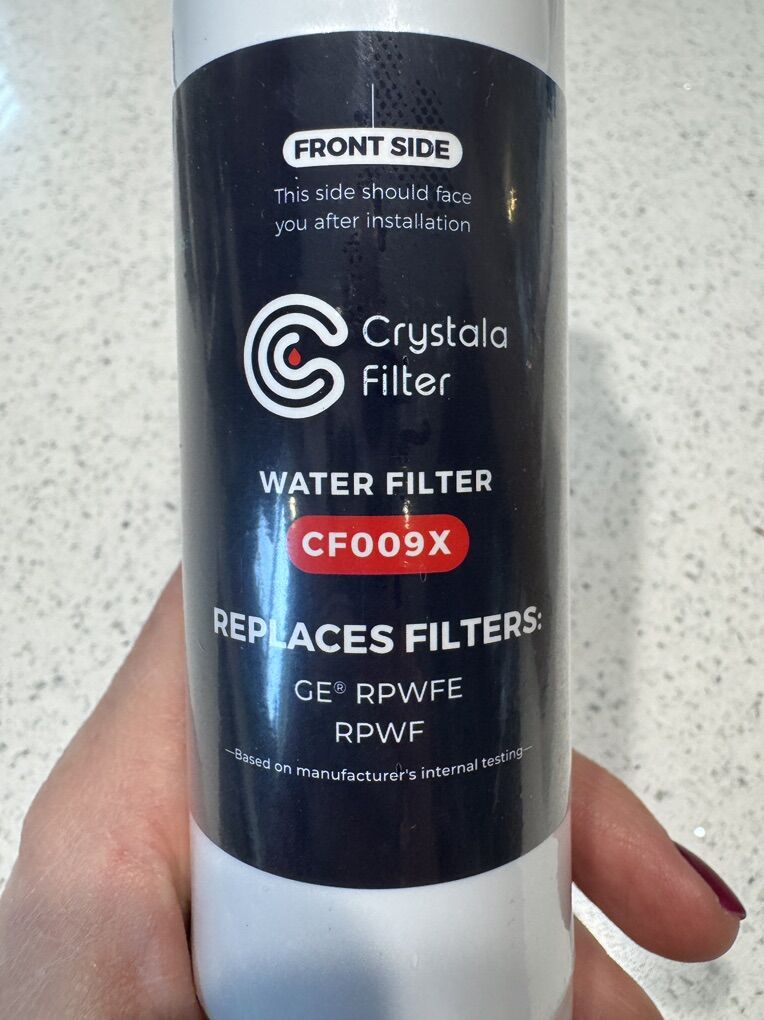 FRONT SIDE
This side should face
you after installation
Crystala
Filter
WATER FILTER
CF009X
REPLACES FILTERS:
GE® RPWFE
RPWF
—Based on manufacturer's internal testing—